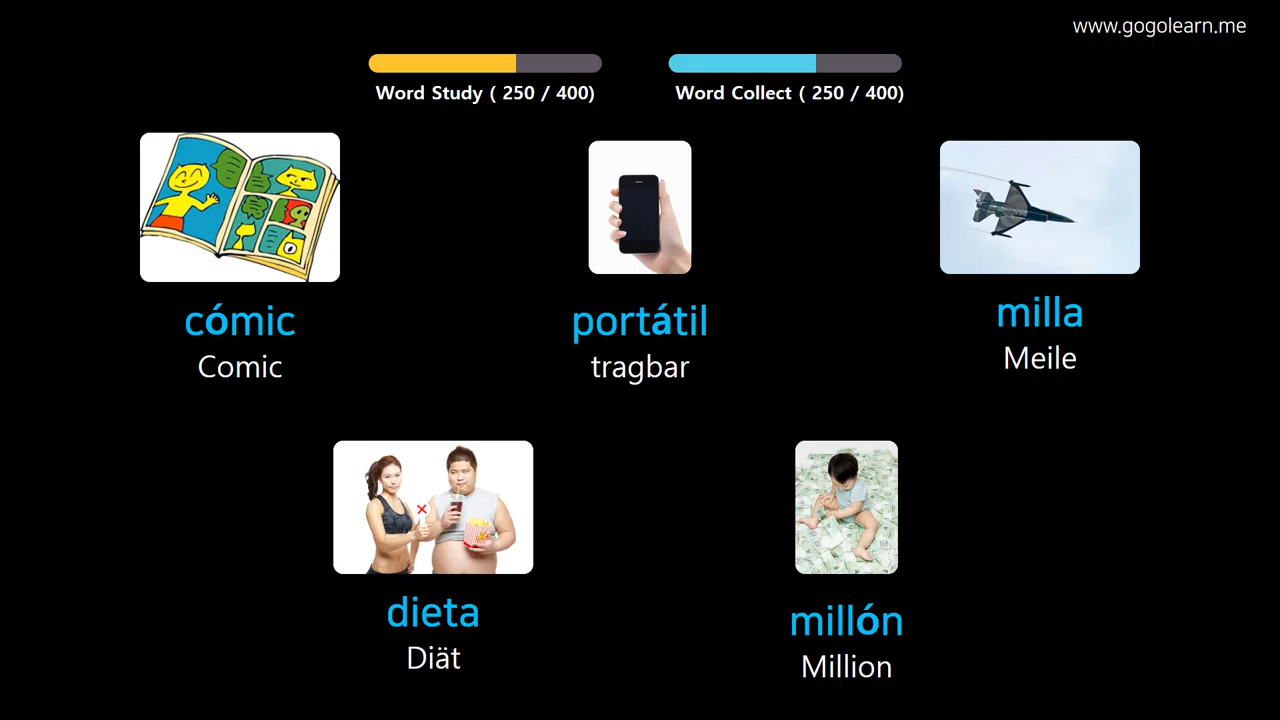 www.gogolearn.me
Word Study ( 250 / 400)
Word Collect ( 250 / 400)
cómic
Comic
portátil
tragbar
milla
Meile
dieta
Diät
millón
Million